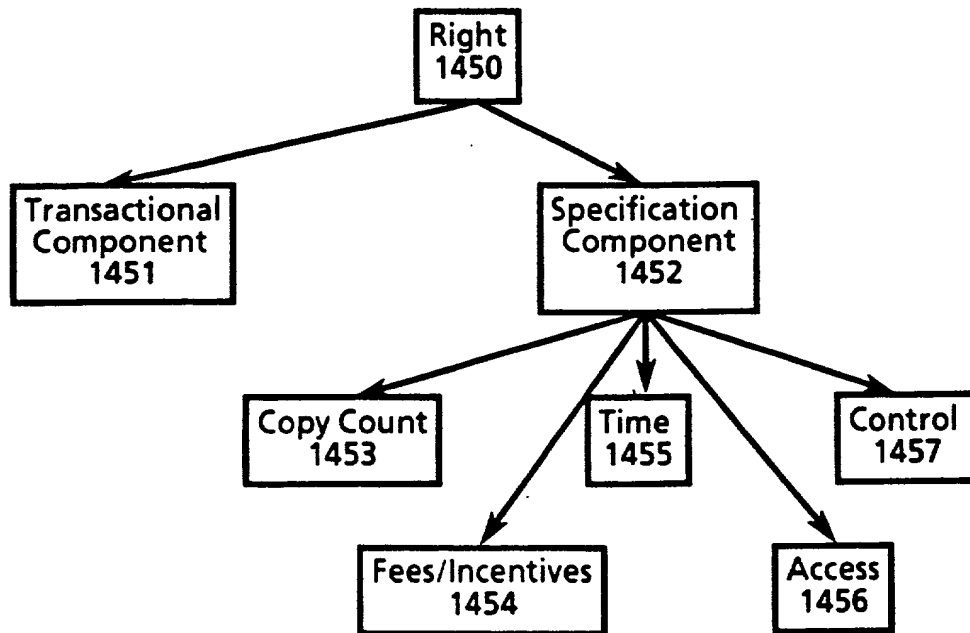 Right
1450
Transactional
Component
1451
Specification
Component
1452
Copy Count
1453
Time
1455
Control
1457
Fees/Incentives
1454
Access
1456